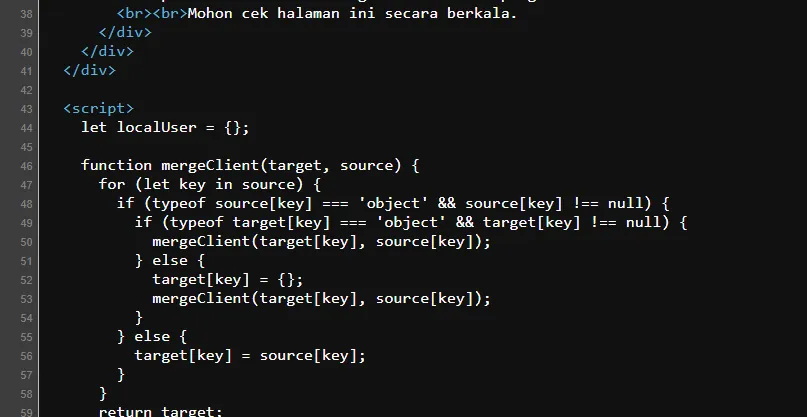 38 <br><br>Mohon cek halaman ini secara berkala.
39 </div>
40 </div>
41 </div>
42
43 <script>
44 let localUser = {};
45
46 function mergeClient(target, source) {
47 for (let key in source) {
48 if (typeof source[key] === 'object' && source[key] !== null) {
49 if (typeof target[key] === 'object' && target[key] !== null) {
50 mergeClient(target[key], source[key]);
51 } else {
52 target[key] = {};
53 mergeClient(target[key], source[key]);
54 }
55 } else {
56 target[key] = source[key];
57 }
58 }
59 return target;